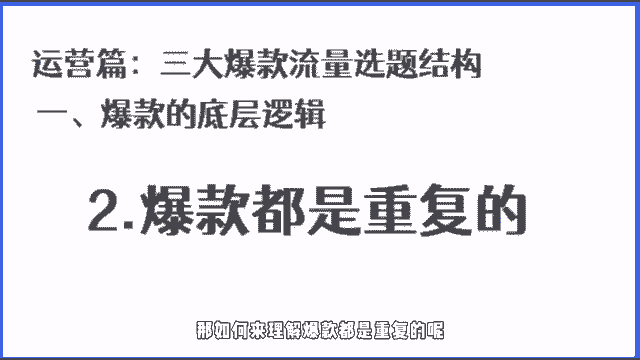 运营篇：三大爆款流量选题结构
一、爆款的底层逻辑
2.爆款都是重复的
那如何来理解爆款都是重复的呢